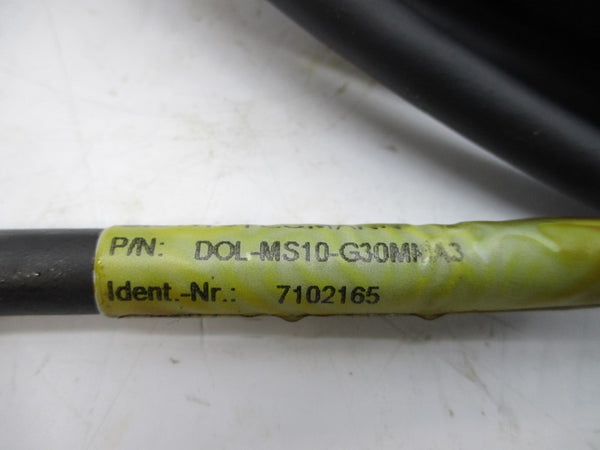 P/N: DOL-MS10-G30MMA3
Ident.-Nr.: 7102165